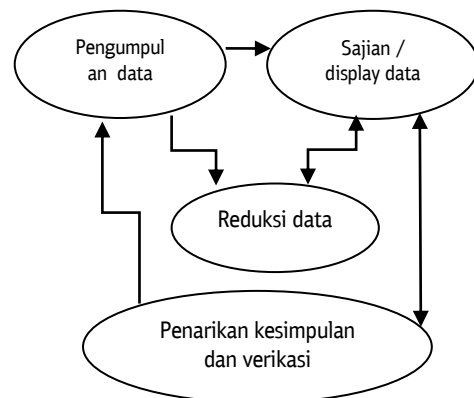 Pengumpul
an data
Sajian /
display data
Reduksi data
Penarikan kesimpulan
dan verikasi